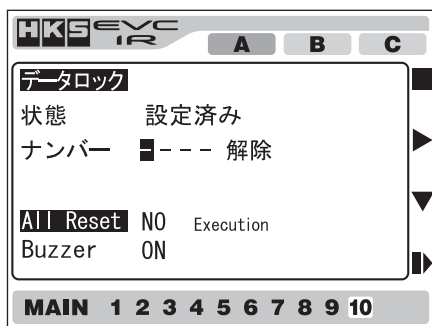 HKS EVC IR
A B C
データロック
状態 設定済み
ナンバー ---- 解除
All Reset NO Execution
Buzzer ON
MAIN 1 2 3 4 5 6 7 8 9 10